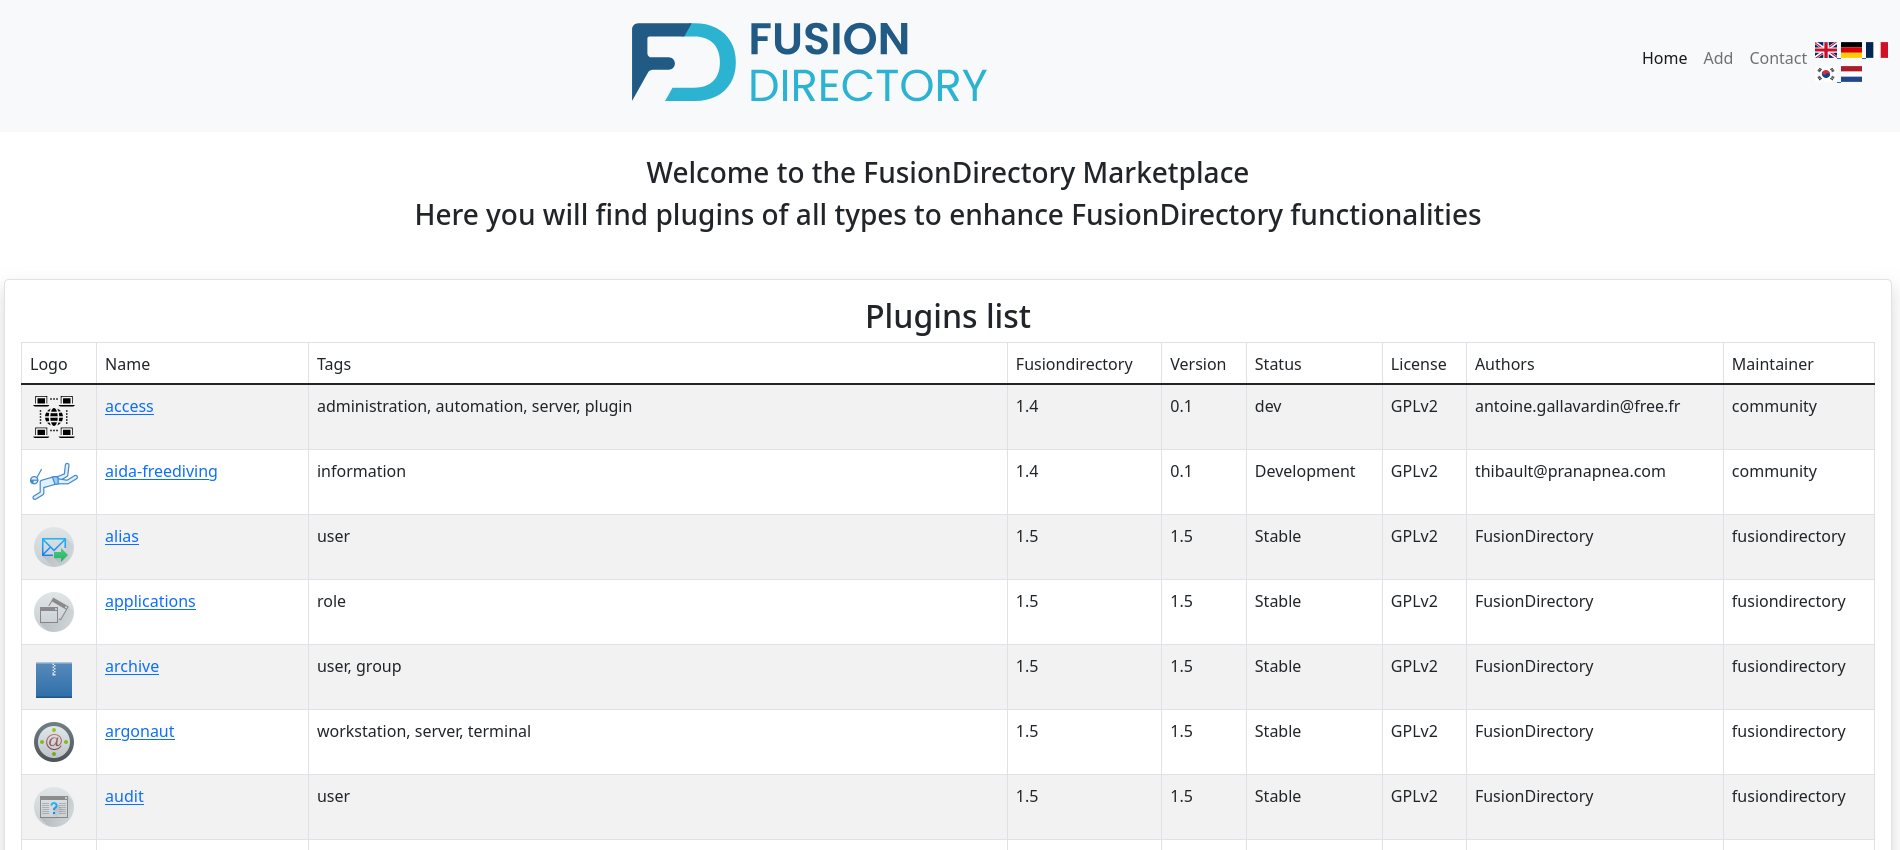 FUSION
DIRECTORY
Home Add Contact
Welcome to the FusionDirectory Marketplace
Here you will find plugins of all types to enhance FusionDirectory functionalities
Plugins list
Logo Name Tags Fusiondirectory Version Status License Authors Maintainer
access administration, automation, server, plugin 1.4 0.1 dev GPLv2 antoine.gallavardin@free.fr community
aida-freediving information 1.4 0.1 Development GPLv2 thibault@pranapnea.com community
alias user 1.5 1.5 Stable GPLv2 FusionDirectory fusiondirectory
applications role 1.5 1.5 Stable GPLv2 FusionDirectory fusiondirectory
archive user, group 1.5 1.5 Stable GPLv2 FusionDirectory fusiondirectory
argonaut workstation, server, terminal 1.5 1.5 Stable GPLv2 FusionDirectory fusiondirectory
audit user 1.5 1.5 Stable GPLv2 FusionDirectory fusiondirectory